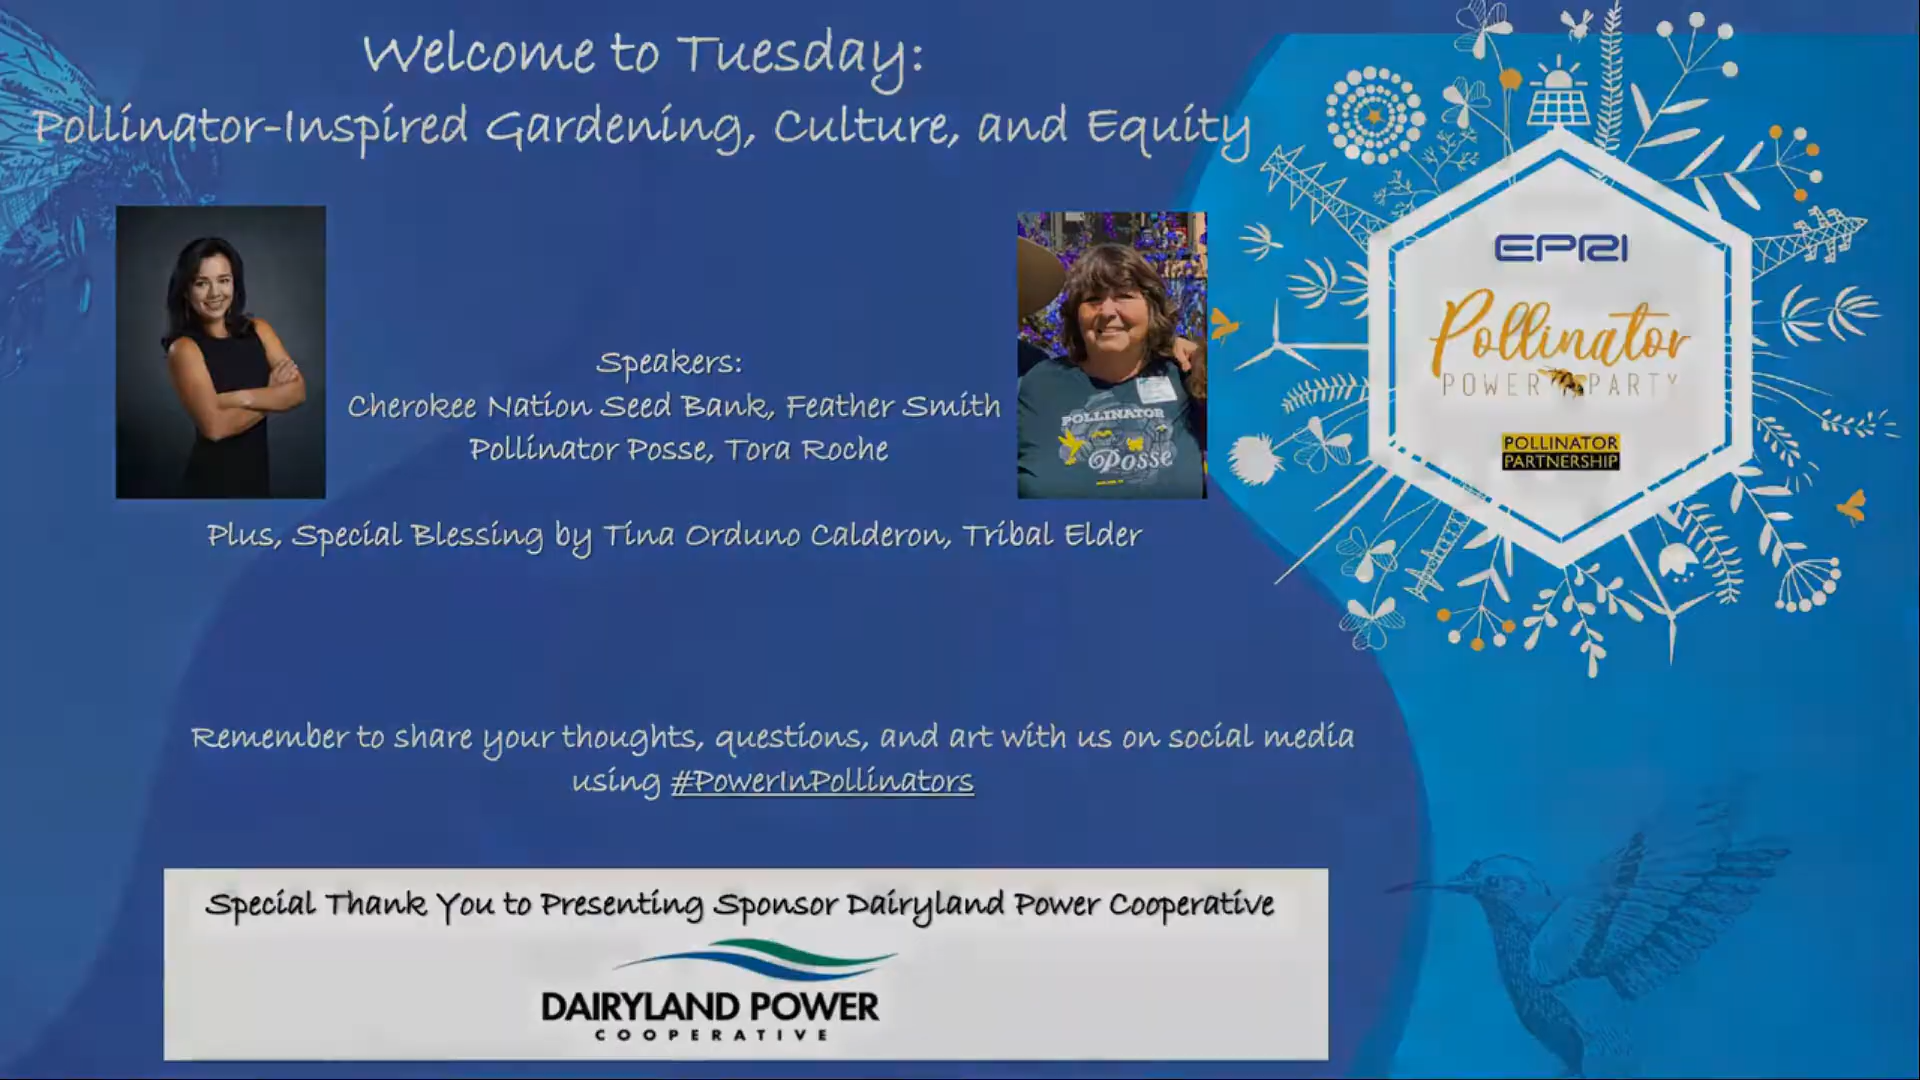 Welcome to Tuesday:
Pollinator-Inspired Gardening, Culture, and Equity
Speakers:
Cherokee Nation Seed Bank, Feather Smith
Pollinator Posse, Tora Roche
Plus, Special Blessing by Tina Orduno Calderon, Tribal Elder
POLLINATOR
Posse
EPRI
Pollinator
POWER PARTY
POLLINATOR
PARTNERSHIP
Remember to share your thoughts, questions, and art with us on social media
using #PowerInPollinators
Special Thank You to Presenting Sponsor Dairyland Power Cooperative
DAIRYLAND POWER
COOPERATIVE